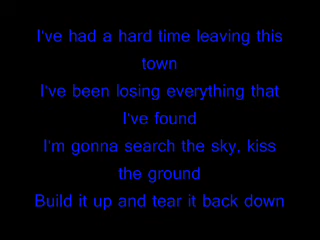 I've had a hard time leaving this
town
I've been losing everything that
I've found
I'm gonna search the sky, kiss
the ground
Build it up and tear it back down